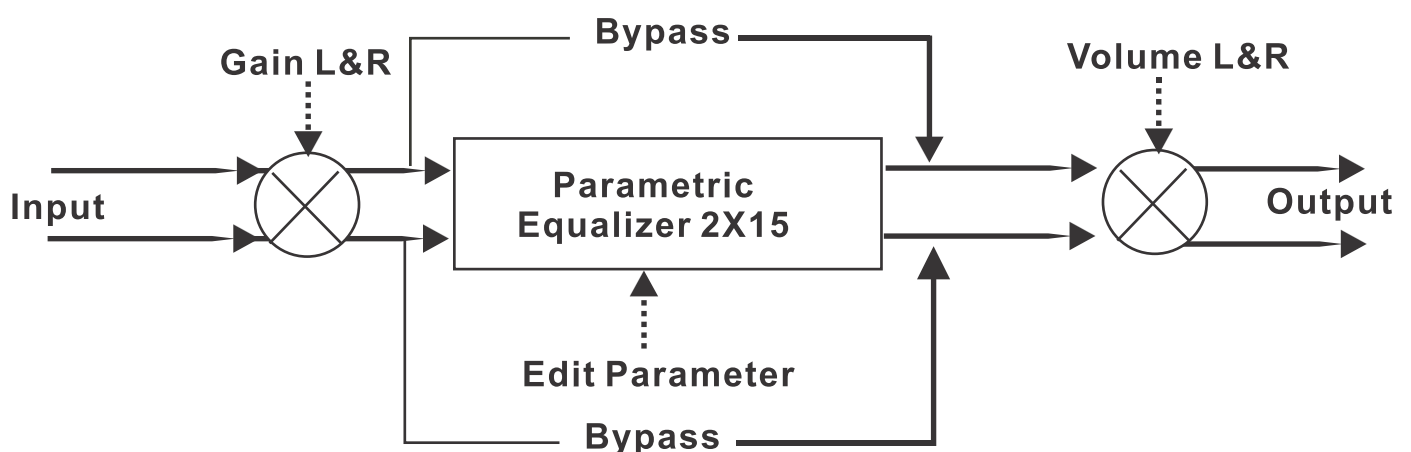 Bypass
Gain L&R
Volume L&R
Parametric
Equalizer 2X15
Input
Output
Edit Parameter
Bypass